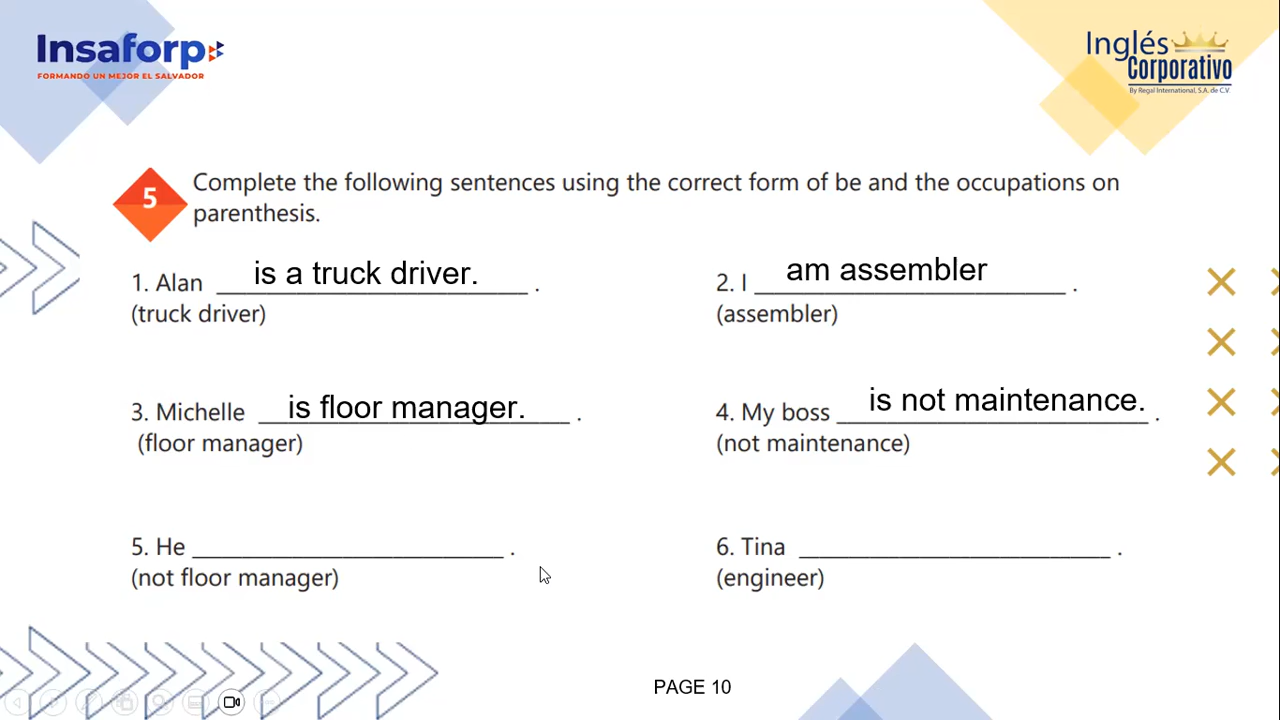 Insaforp
FORMANDO UN MEJOR EL SALVADOR
Inglés
Corporativo
By Regal International, S.A. de C.V.
5
Complete the following sentences using the correct form of be and the occupations on
parenthesis.
1. Alan is a truck driver. .
(truck driver)
2. I am assembler .
(assembler)
3. Michelle is floor manager. .
(floor manager)
4. My boss is not maintenance. .
(not maintenance)
5. He ______________________________ .
(not floor manager)
6. Tina ______________________________ .
(engineer)
PAGE 10